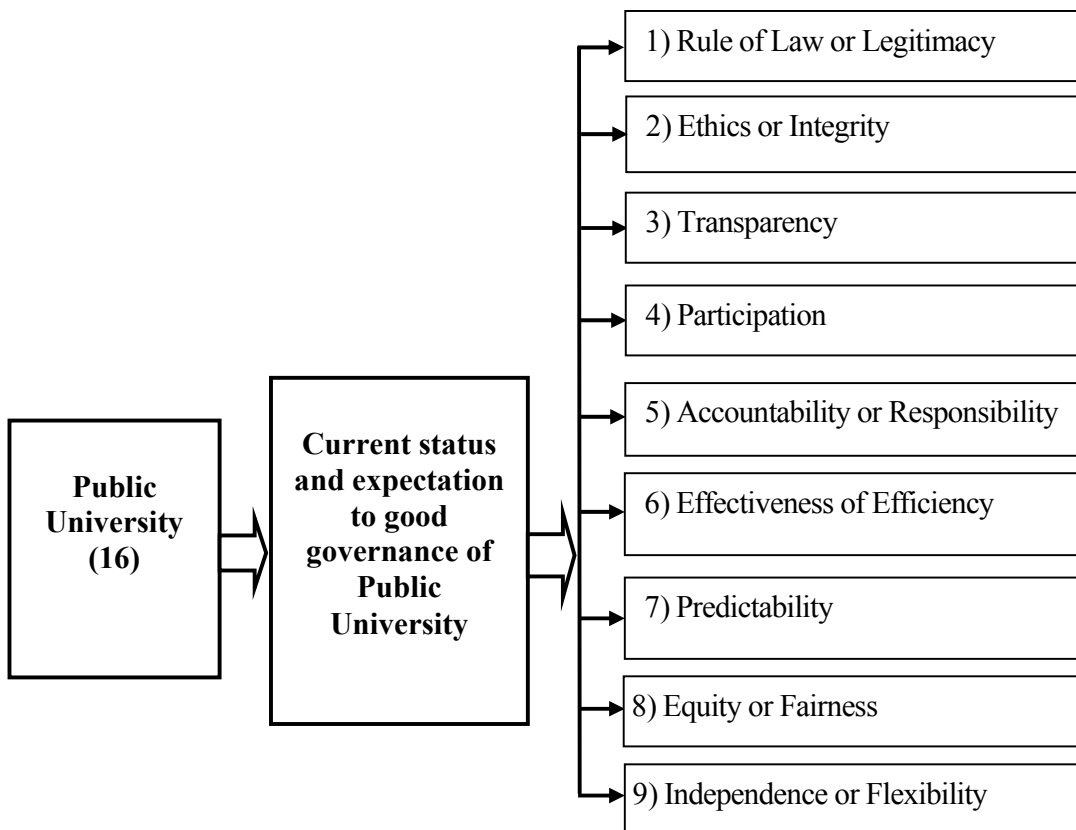 Public
University
(16)
Current status
and expectation
to good
governance of
Public
University
1) Rule of Law or Legitimacy
2) Ethics or Integrity
3) Transparency
4) Participation
5) Accountability or Responsibility
6) Effectiveness of Efficiency
7) Predictability
8) Equity or Fairness
9) Independence or Flexibility